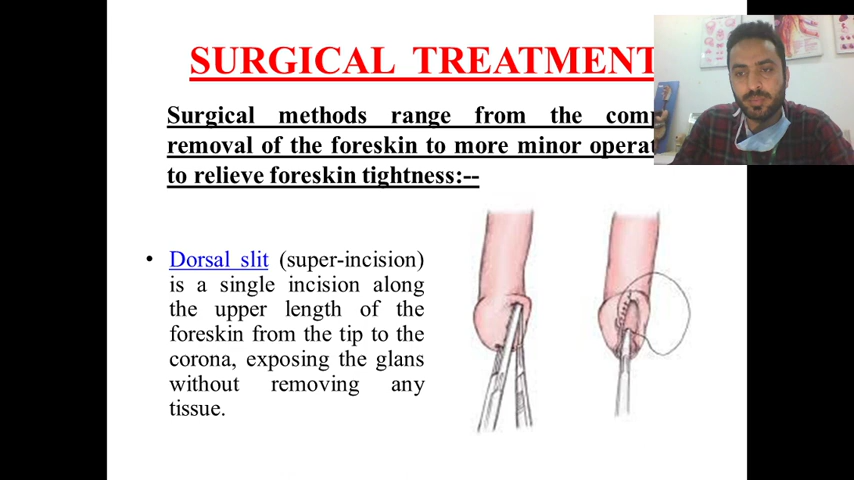 SURGICAL TREATMENT
Surgical methods range from the
removal of the foreskin to more minor
to relieve foreskin tightness:--
• Dorsal slit (super-incision)
is a single incision along
the upper length of the
foreskin from the tip to the
corona, exposing the glans
without removing any
tissue.